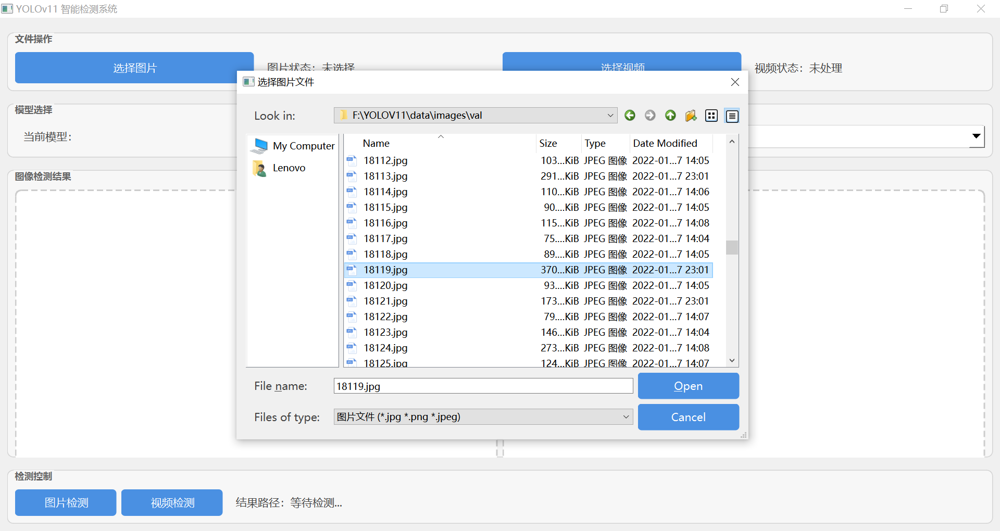 YOLOv11 智能检测系统
文件操作
选择图片
图片状态：未选择
选择视频
视频状态：未处理
模型选择
当前模型：
图像检测结果
选择图片文件
Look in:
F:\YOLOV11\data\images\val
My Computer
Lenovo
Name Size Type Date Modified
18112.jpg 103...KiB JPEG 图像 2022-01...7 14:05
18113.jpg 291...KiB JPEG 图像 2022-01...7 23:01
18114.jpg 110...KiB JPEG 图像 2022-01...7 14:06
18115.jpg 90....KiB JPEG 图像 2022-01...7 14:05
18116.jpg 115...KiB JPEG 图像 2022-01...7 14:08
18117.jpg 75....KiB JPEG 图像 2022-01...7 14:04
18118.jpg 89....KiB JPEG 图像 2022-01...7 14:05
18119.jpg 370...KiB JPEG 图像 2022-01...7 23:01
18120.jpg 93....KiB JPEG 图像 2022-01...7 14:05
18121.jpg 173...KiB JPEG 图像 2022-01...7 23:01
18122.jpg 79....KiB JPEG 图像 2022-01...7 14:07
18123.jpg 146...KiB JPEG 图像 2022-01...7 14:04
18124.jpg 273...KiB JPEG 图像 2022-01...7 14:08
18125.jpg 124...KiB JPEG 图像 2022-01...7 14:07
File name:
18119.jpg
Open
Files of type:
图片文件 (*.jpg *.png *.jpeg)
Cancel
检测控制
图片检测
视频检测
结果路径：等待检测...